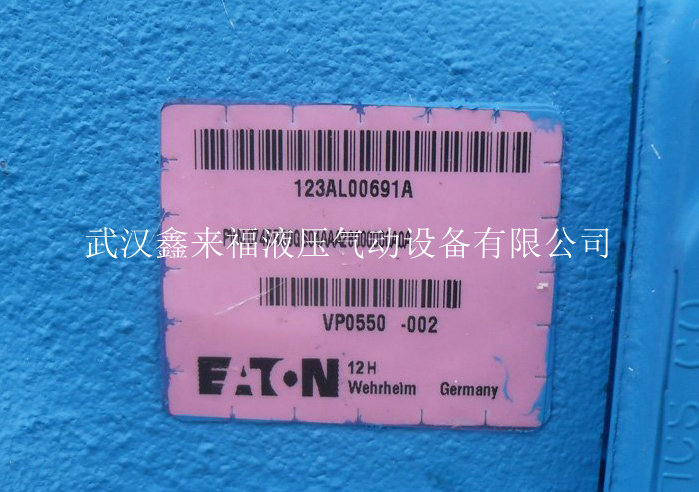 123AL00691A
武汉鑫来福液压气动设备有限公司
VP0550 -002
EATON
12H
Wehrheim Germany